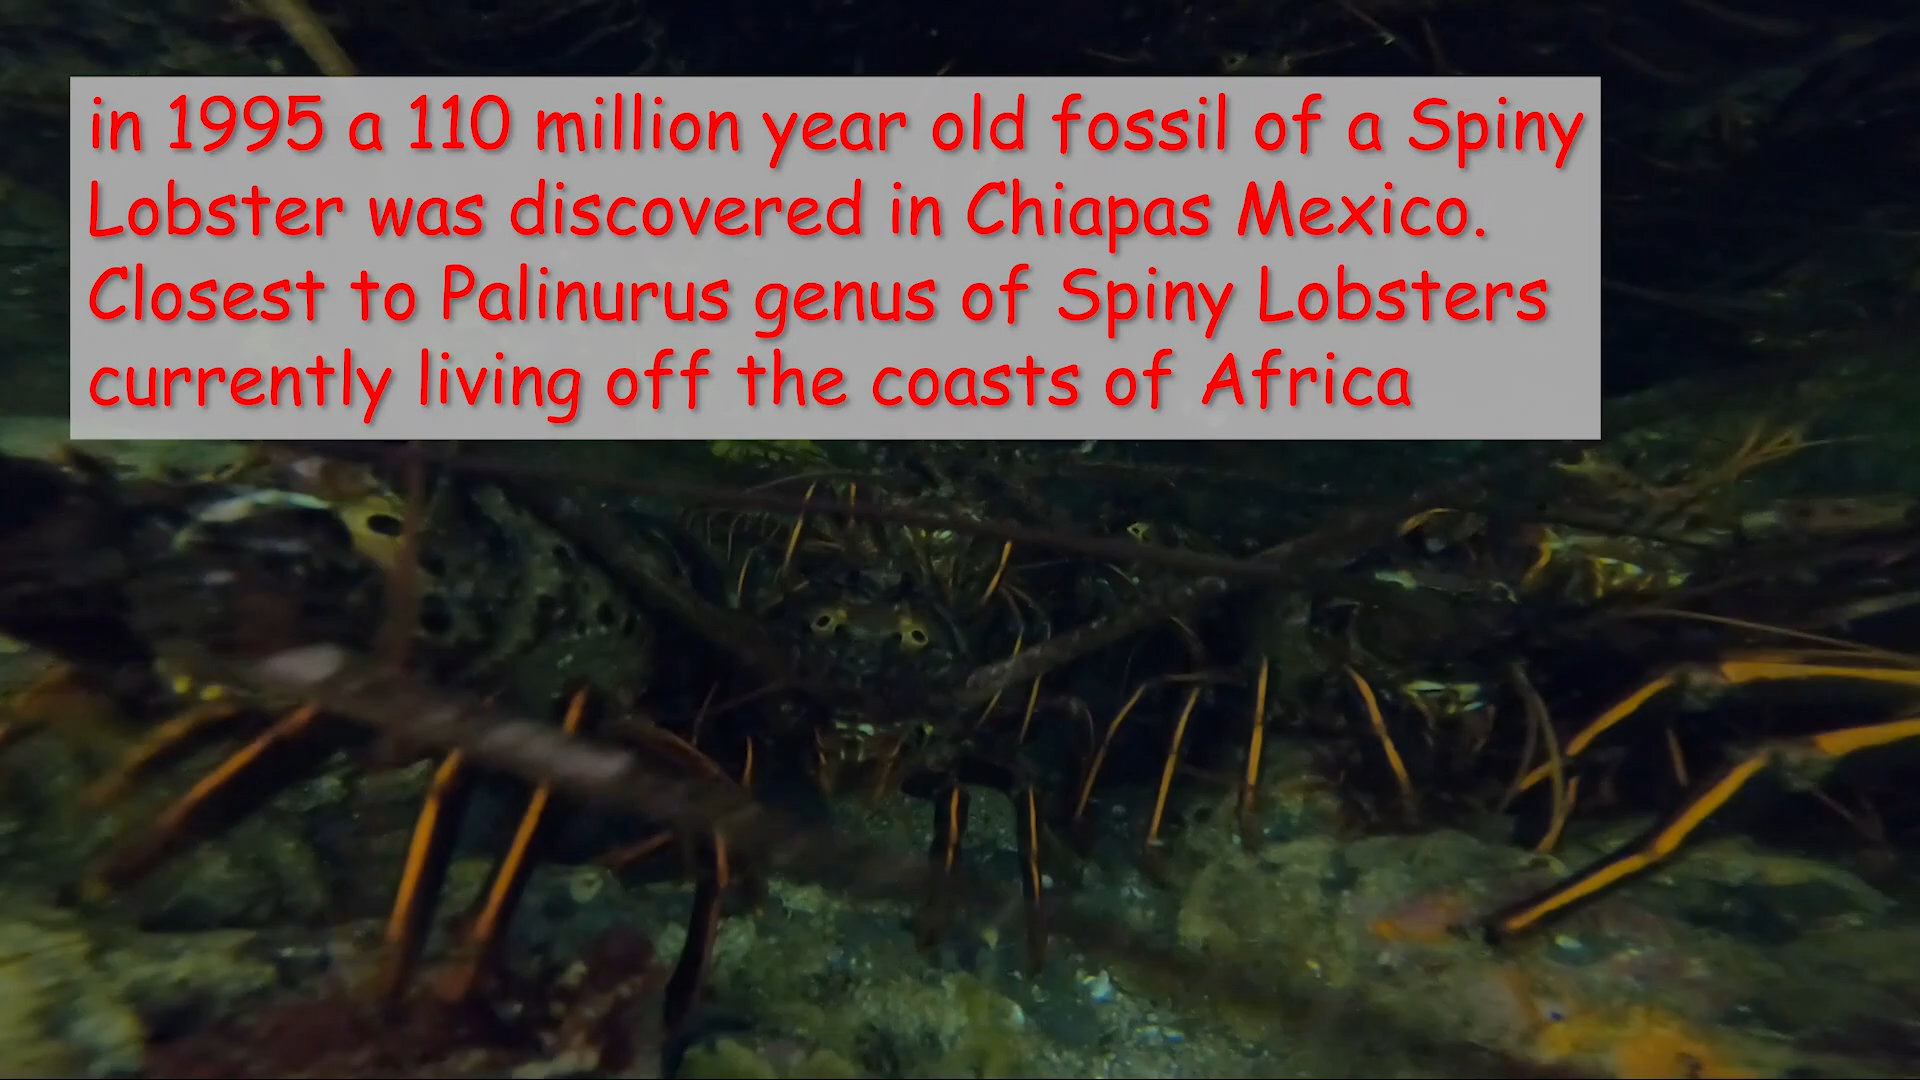 in 1995 a 110 million year old fossil of a Spiny
Lobster was discovered in Chiapas Mexico.
Closest to Palinurus genus of Spiny Lobsters
currently living off the coasts of Africa